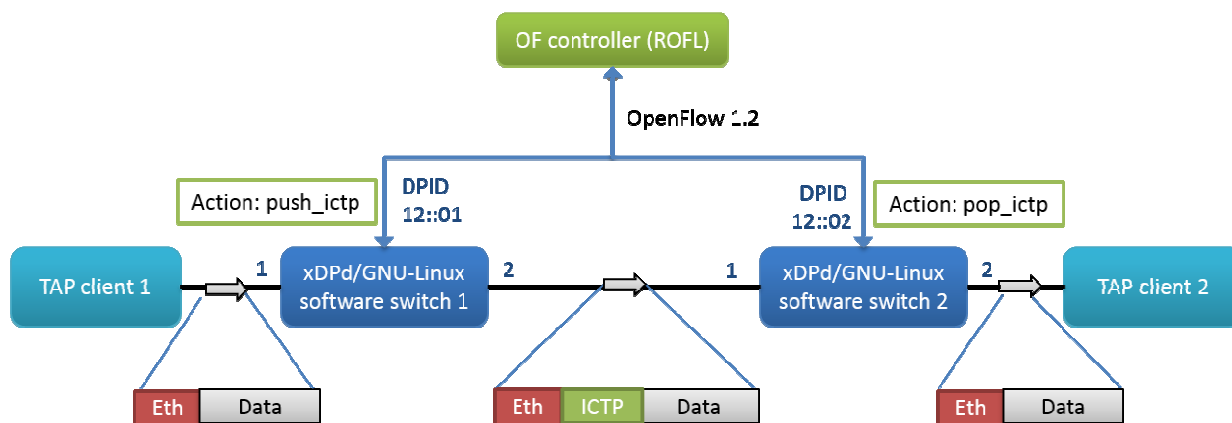 OF controller (ROFL)
OpenFlow 1.2
Action: push_ictp
DPID
12::01
DPID
12::02
Action: pop_ictp
TAP client 1
1
xDPd/GNU-Linux
software switch 1
2
1
xDPd/GNU-Linux
software switch 2
2
TAP client 2
Eth
Data
Eth
ICTP
Data
Eth
Data